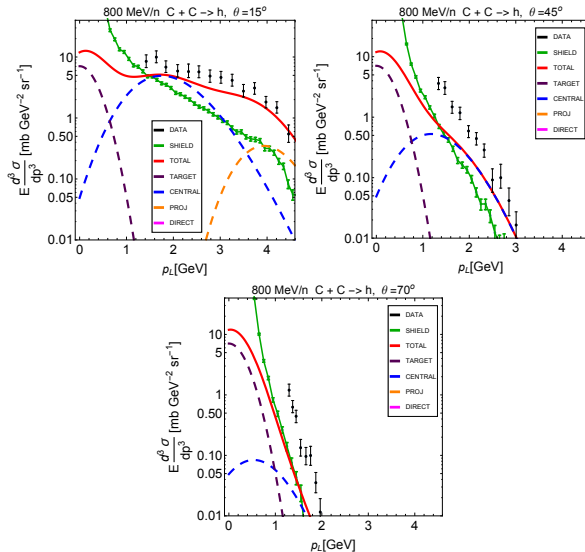 800 MeV/n C + C −> h, θ =15°
10
5
1
0.50
0.10
0.05
0.01
0
1
2
3
4
p_L[GeV]
E d³σ/dp³ [mb GeV⁻² sr⁻¹]
DATA
SHIELD
TOTAL
TARGET
CENTRAL
PROJ
DIRECT
800 MeV/n C + C −> h, θ =45°
10
5
1
0.50
0.10
0.05
0.01
0
1
2
3
4
p_L[GeV]
E d³σ/dp³ [mb GeV⁻² sr⁻¹]
DATA
SHIELD
TOTAL
TARGET
CENTRAL
PROJ
DIRECT
800 MeV/n C + C −> h, θ =70°
10
5
1
0.50
0.10
0.05
0.01
0
1
2
3
4
p_L[GeV]
E d³σ/dp³ [mb GeV⁻² sr⁻¹]
DATA
SHIELD
TOTAL
TARGET
CENTRAL
PROJ
DIRECT